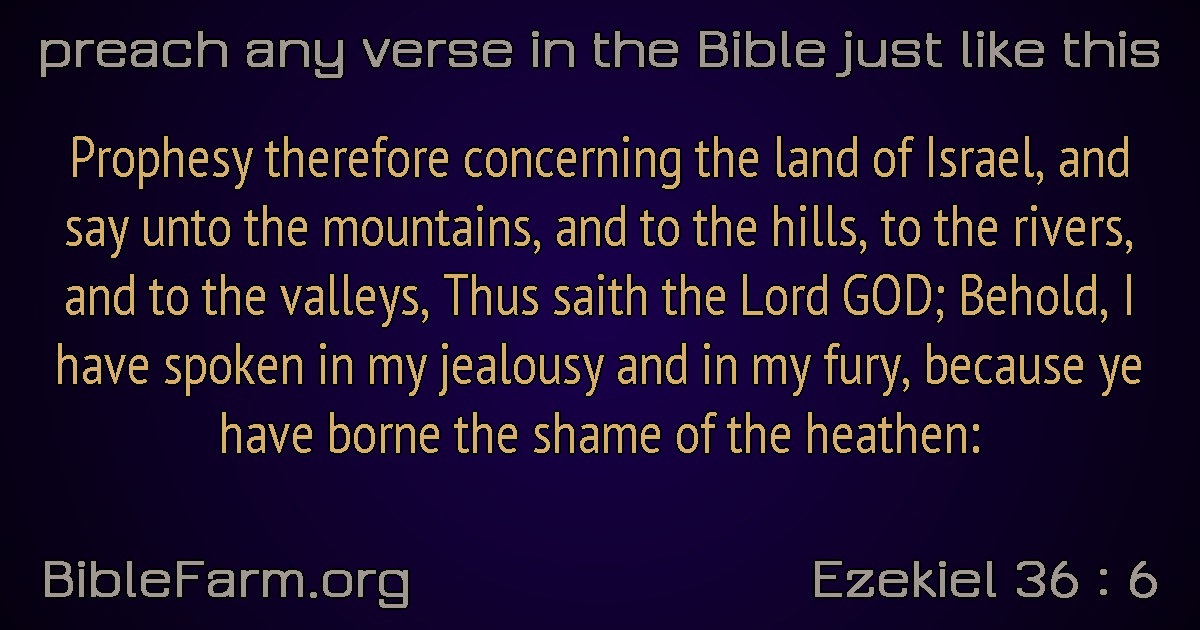 preach any verse in the Bible just like this
Prophesy therefore concerning the land of Israel, and
say unto the mountains, and to the hills, to the rivers,
and to the valleys, Thus saith the Lord GOD; Behold, I
have spoken in my jealousy and in my fury, because ye
have borne the shame of the heathen:
BibleFarm.org
Ezekiel 36 : 6